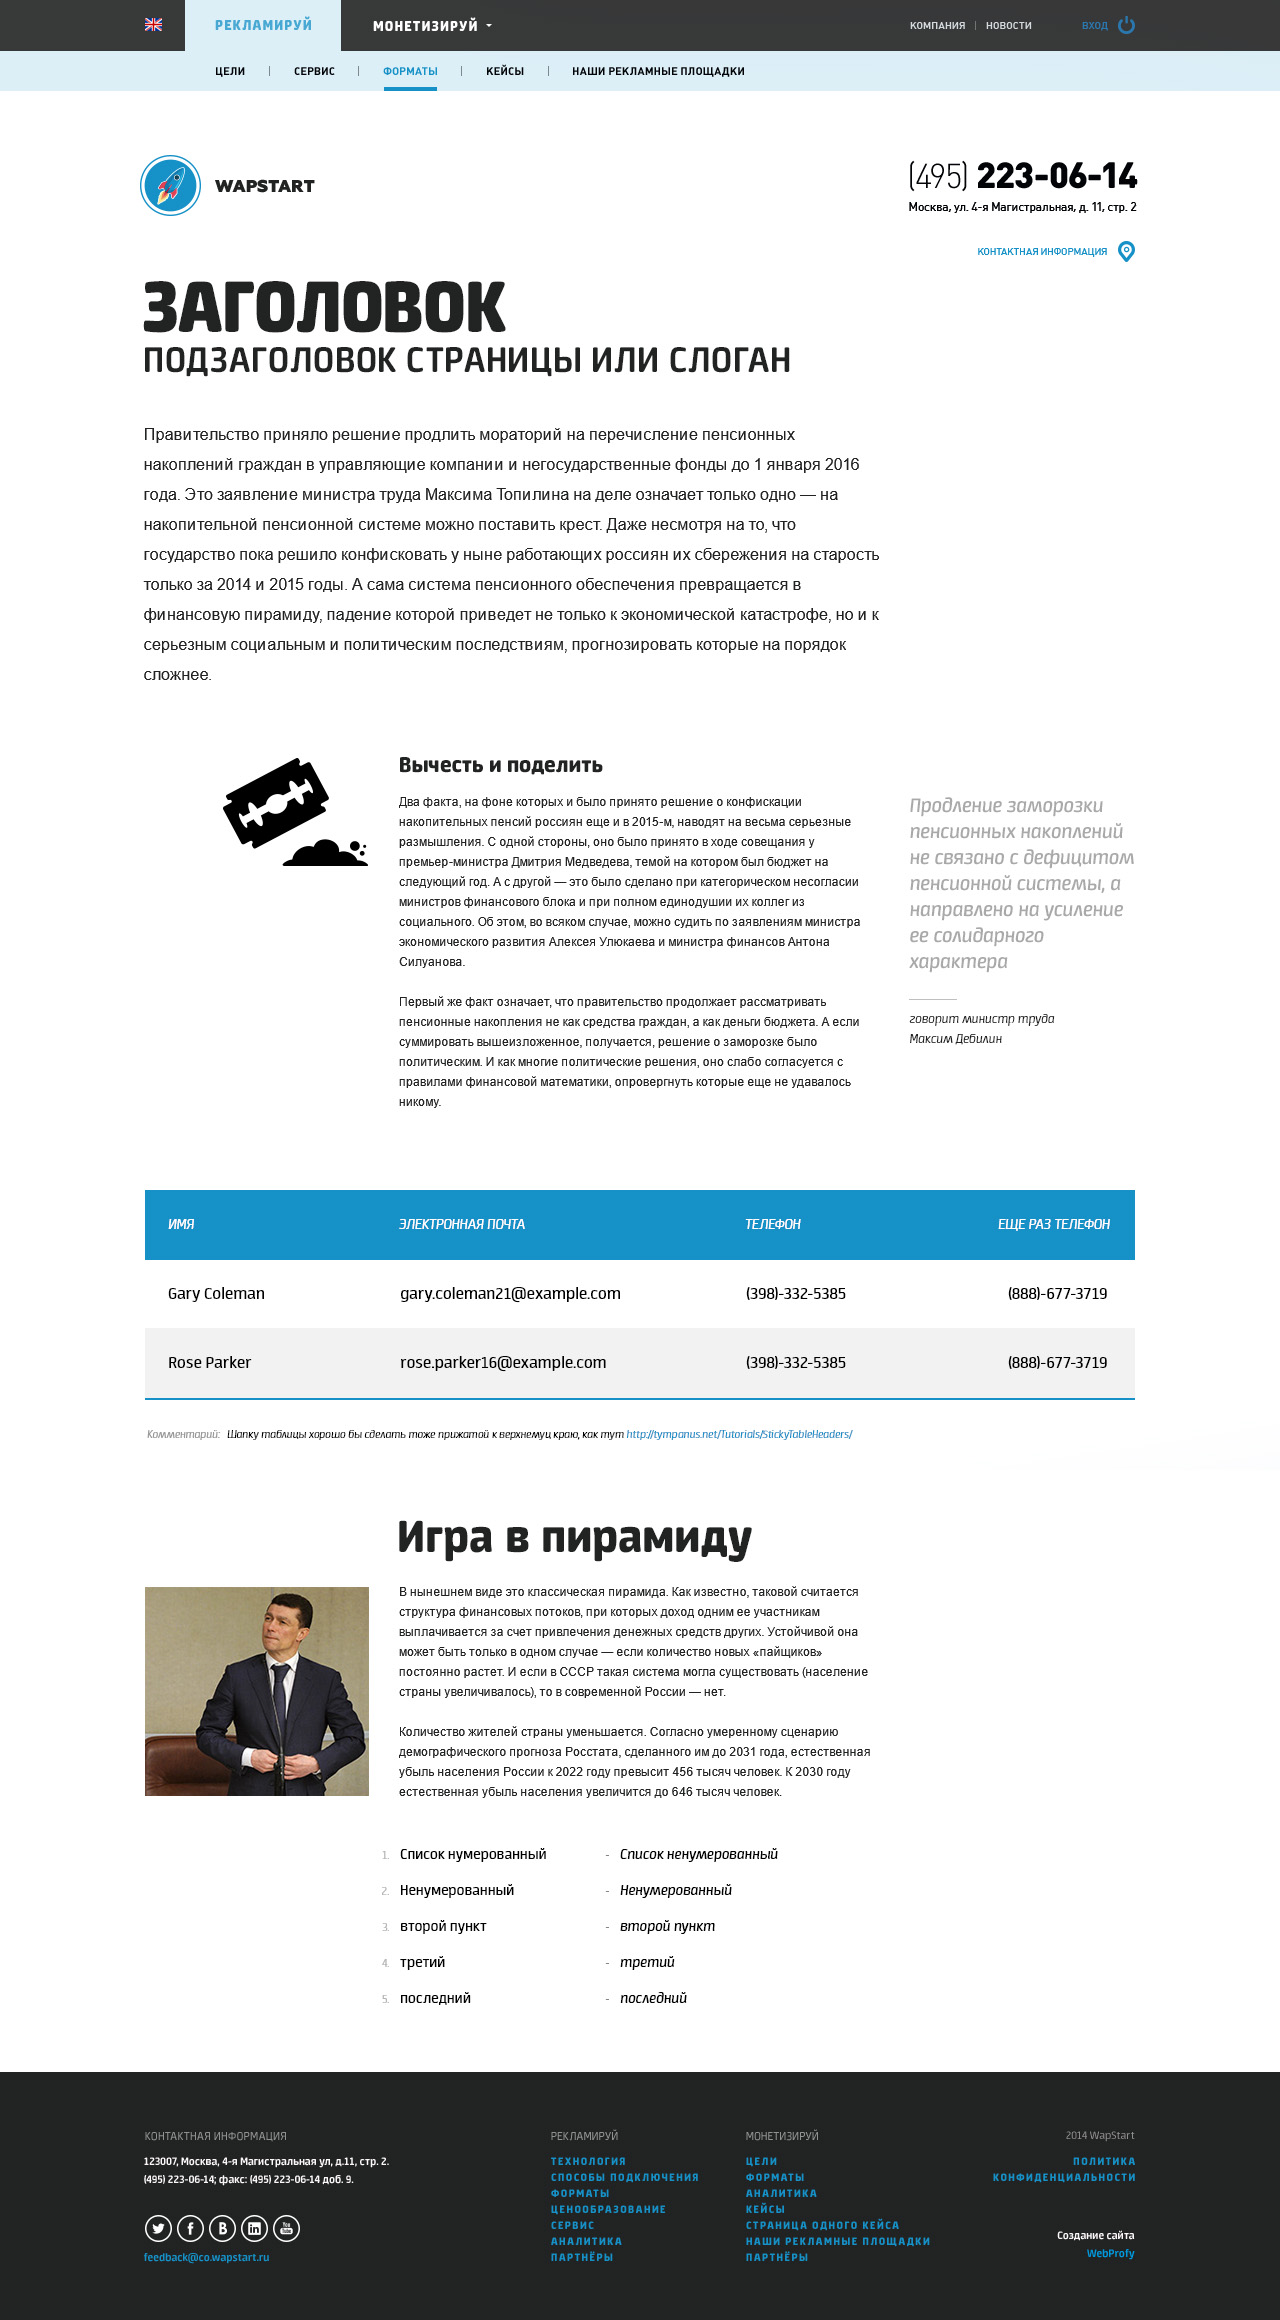 РЕКЛАМИРУЙ
МОНЕТИЗИРУЙ
КОМПАНИЯ
НОВОСТИ
ВХОД
ЦЕЛИ
СЕРВИС
ФОРМАТЫ
КЕЙСЫ
НАШИ РЕКЛАМНЫЕ ПЛОЩАДКИ
WAPSTART
(495) 223-06-14
Москва, ул. 4-я Магистральная, д. 11, стр. 2
КОНТАКТНАЯ ИНФОРМАЦИЯ
ЗАГОЛОВОК
ПОДЗАГОЛОВОК СТРАНИЦЫ ИЛИ СЛОГАН
Правительство приняло решение продлить мораторий на перечисление пенсионных
накоплений граждан в управляющие компании и негосударственные фонды до 1 января 2016
года. Это заявление министра труда Максима Топилина на деле означает только одно — на
накопительной пенсионной системе можно поставить крест. Даже несмотря на то, что
государство пока решило конфисковать у ныне работающих россиян их сбережения на старость
только за 2014 и 2015 годы. А сама система пенсионного обеспечения превращается в
финансовую пирамиду, падение которой приведет не только к экономической катастрофе, но и к
серьезным социальным и политическим последствиям, прогнозировать которые на порядок
сложнее.
Вычесть и поделить
Два факта, на фоне которых и было принято решение о конфискации
накопительных пенсий россиян еще и в 2015-м, наводят на весьма серьезные
размышления. С одной стороны, оно было принято в ходе совещания у
премьер-министра Дмитрия Медведева, темой на котором был бюджет на
следующий год. А с другой — это было сделано при категорическом несогласии
министров финансового блока и при полном единодушии их коллег из
социального. Об этом, во всяком случае, можно судить по заявлениям министра
экономического развития Алексея Улюкаева и министра финансов Антона
Силуанова.
Первый же факт означает, что правительство продолжает рассматривать
пенсионные накопления не как средства граждан, а как деньги бюджета. А если
суммировать вышеизложенное, получается, решение о заморозке было
политическим. И как многие политические решения, оно слабо согласуется с
правилами финансовой математики, опровергнуть которые еще не удавалось
никому.
Продление заморозки
пенсионных накоплений
не связано с дефицитом
пенсионной системы, а
направлено на усиление
ее солидарного
характера
говорит министр труда
Максим Дебилин
ИМЯ
ЭЛЕКТРОННАЯ ПОЧТА
ТЕЛЕФОН
ЕЩЕ РАЗ ТЕЛЕФОН
Gary Coleman
gary.coleman21@example.com
(398)-332-5385
(888)-677-3719
Rose Parker
rose.parker16@example.com
(398)-332-5385
(888)-677-3719
Комментарий: Шапку таблицы хорошо бы сделать тоже прижатой к верхнемуц краю, как тут http://tympanus.net/Tutorials/StickyTableHeaders/
Игра в пирамиду
В нынешнем виде это классическая пирамида. Как известно, таковой считается
структура финансовых потоков, при которых доход одним ее участникам
выплачивается за счет привлечения денежных средств других. Устойчивой она
может быть только в одном случае — если количество новых «пайщиков»
постоянно растет. И если в СССР такая система могла существовать (население
страны увеличивалось), то в современной России — нет.
Количество жителей страны уменьшается. Согласно умеренному сценарию
демографического прогноза Росстата, сделанного им до 2031 года, естественная
убыль населения России к 2022 году превысит 456 тысяч человек. К 2030 году
естественная убыль населения увеличится до 646 тысяч человек.
1. Список нумерованный
2. Ненумерованный
3. второй пункт
4. третий
5. последний
- Список ненумерованный
- Ненумерованный
- второй пункт
- третий
- последний
КОНТАКТНАЯ ИНФОРМАЦИЯ
123007, Москва, 4-я Магистральная ул, д.11, стр. 2.
(495) 223-06-14; факс: (495) 223-06-14 доб. 9.
You Tube
feedback@co.wapstart.ru
РЕКЛАМИРУЙ
ТЕХНОЛОГИЯ
СПОСОБЫ ПОДКЛЮЧЕНИЯ
ФОРМАТЫ
ЦЕНООБРАЗОВАНИЕ
СЕРВИС
АНАЛИТИКА
ПАРТНЁРЫ
МОНЕТИЗИРУЙ
ЦЕЛИ
ФОРМАТЫ
АНАЛИТИКА
КЕЙСЫ
СТРАНИЦА ОДНОГО КЕЙСА
НАШИ РЕКЛАМНЫЕ ПЛОЩАДКИ
ПАРТНЁРЫ
2014 WapStart
ПОЛИТИКА
КОНФИДЕНЦИАЛЬНОСТИ
Создание сайта
WebProfy